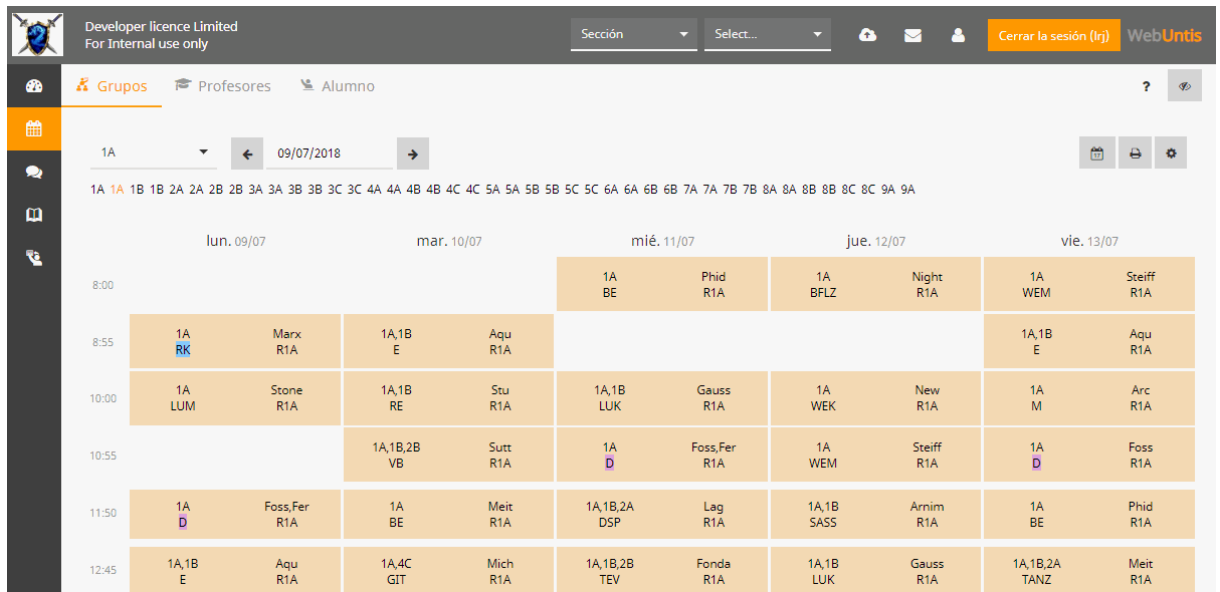 Developer licence Limited
For Internal use only
Sección Select... Cerrar la sesión (lrj) WebUntis
Grupos Profesores Alumno ?
1A 09/07/2018
1A 1A 1B 1B 2A 2A 2B 2B 3A 3A 3B 3B 3C 3C 4A 4A 4B 4B 4C 4C 5A 5A 5B 5B 5C 5C 6A 6A 6B 6B 7A 7A 7B 7B 8A 8A 8B 8B 8C 8C 9A 9A
lun. 09/07 mar. 10/07 mié. 11/07 jue. 12/07 vie. 13/07
8:00
1A Phid 1A Night 1A Steiff
BE R1A BFLZ R1A WEM R1A
8:55
1A Marx 1A,1B Aqu 1A,1B Aqu
RK R1A E R1A E R1A
10:00
1A Stone 1A,1B Stu 1A,1B Gauss 1A New 1A Arc
LUM R1A RE R1A LUK R1A WEK R1A M R1A
10:55
1A,1B,2B Sutt 1A Foss,Fer 1A Steiff 1A Foss
VB R1A D R1A WEM R1A D R1A
11:50
1A Foss,Fer 1A Meit 1A,1B,2A Lag 1A,1B Arnim 1A Phid
D R1A BE R1A DSP R1A SASS R1A BE R1A
12:45
1A,1B Aqu 1A,4C Mich 1A,1B,2B Fonda 1A,1B Gauss 1A,1B,2A Meit
E R1A GIT R1A TEV R1A LUK R1A TANZ R1A